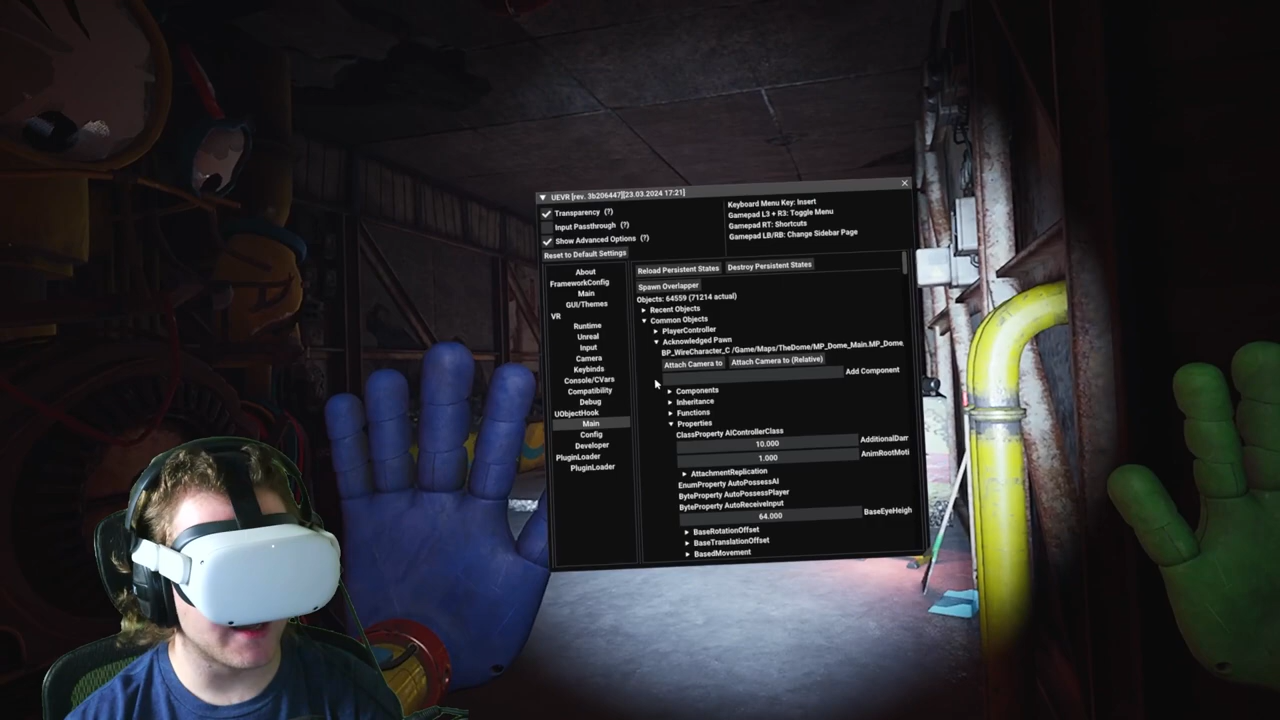 UEVR [rev. 3b206447][23.03.2024 17:21]
Transparency (?)
Input Passthrough (?)
Show Advanced Options (?)
Keyboard Menu Key: Insert
Gamepad L3 + R3: Toggle Menu
Gamepad RT: Shortcuts
Gamepad LB/RB: Change Sidebar Page
Reset to Default Settings
About
FrameworkConfig
Main
GUI/Themes
VR
Runtime
Unreal
Input
Camera
Keybinds
Console/CVars
Compatibility
Debug
UObjectHook
Main
Config
Developer
PluginLoader
PluginLoader
Reload Persistent States Destroy Persistent States
Spawn Overlapper
Objects: 64559 (71214 actual)
Recent Objects
Common Objects
PlayerController
Acknowledged Pawn
BP_WireCharacter_C /Game/Maps/TheDome/MP_Dome_Main.MP_Dome_
Attach Camera to Attach Camera to (Relative)
Add Component
Components
Inheritance
Functions
Properties
ClassProperty AIControllerClass
10.000 AdditionalDam
1.000 AnimRootMoti
AttachmentReplication
EnumProperty AutoPossessAI
ByteProperty AutoPossessPlayer
ByteProperty AutoReceiveInput
64.000 BaseEyeHeigh
BaseRotationOffset
BaseTranslationOffset
BasedMovement